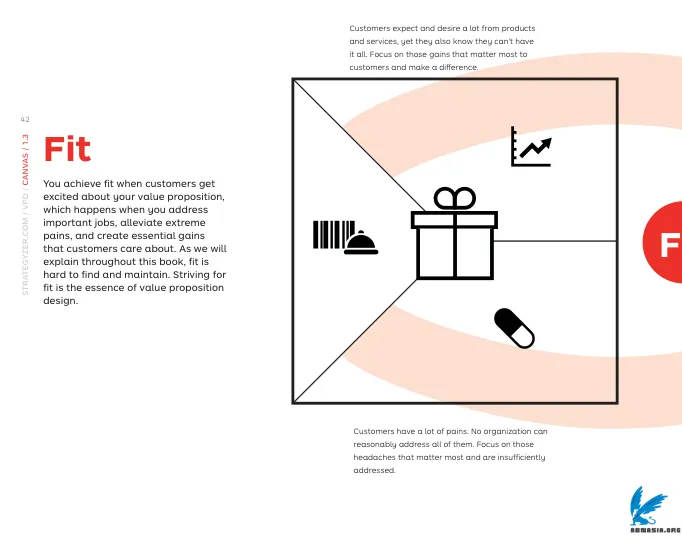 Customers expect and desire a lot from products
and services, yet they also know they can't have
it all. Focus on those gains that matter most to
customers and make a difference.
42
STRATEGYZER.COM / VPD / CANVAS / 1.3
Fit
You achieve fit when customers get
excited about your value proposition,
which happens when you address
important jobs, alleviate extreme
pains, and create essential gains
that customers care about. As we will
explain throughout this book, fit is
hard to find and maintain. Striving for
fit is the essence of value proposition
design.
F
Customers have a lot of pains. No organization can
reasonably address all of them. Focus on those
headaches that matter most and are insufficiently
addressed.
ABNASIA.ORG